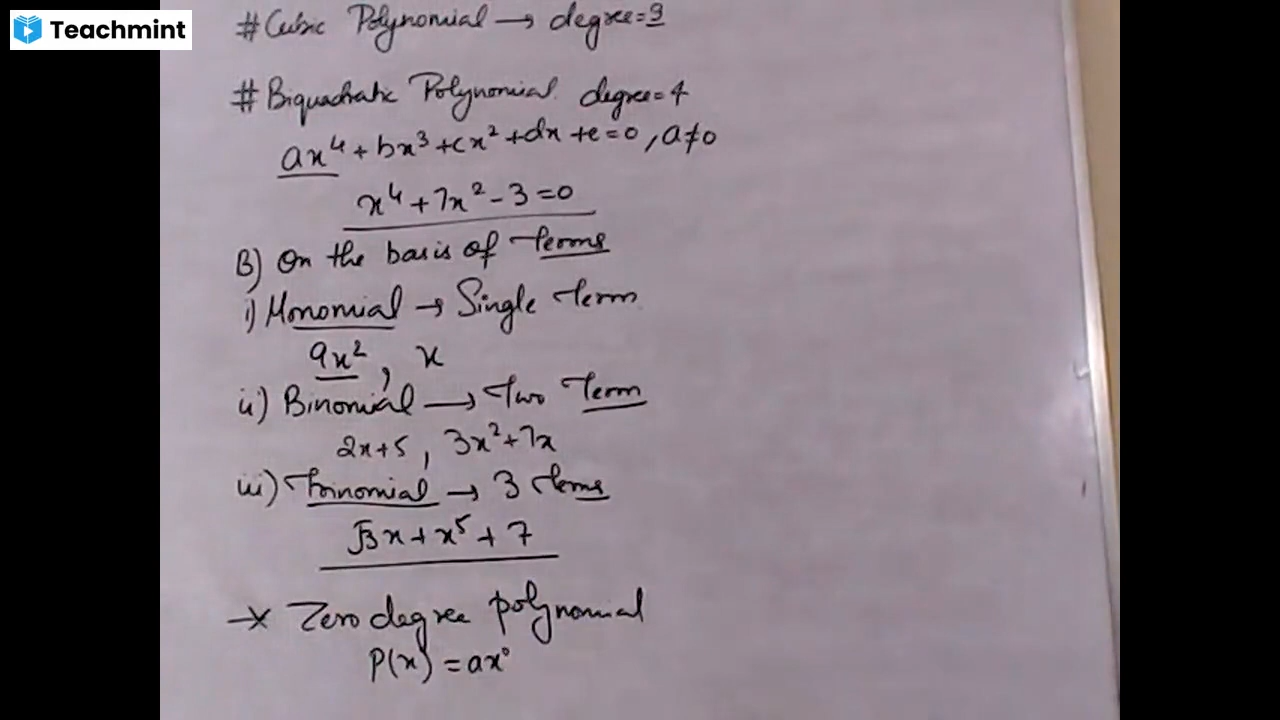 Teachmint
# Cubic Polynomial → degree=3
# Biquadratic Polynomial degree=4
ax⁴+bx³+cx²+dx+e=0, a≠0
x⁴+7x²-3=0
B) On the basis of Terms
i) Monomial → Single Term
9x², x
ii) Binomial → Two Term
2x+5, 3x²+7x
iii) Trinomial → 3 Terms
√3x+x⁵+7
→ Zero degree polynomial
P(x)=ax⁰